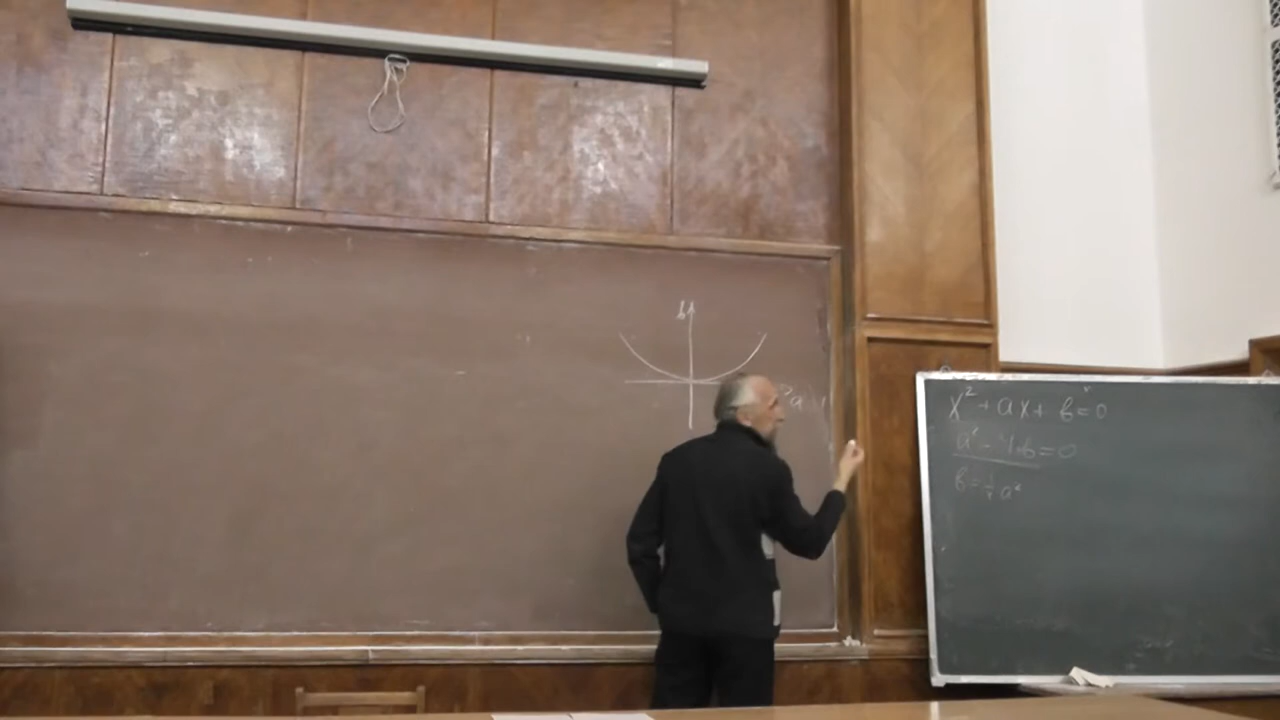 x² + ax + b = 0
a² - 4b = 0
b = ¼ a²